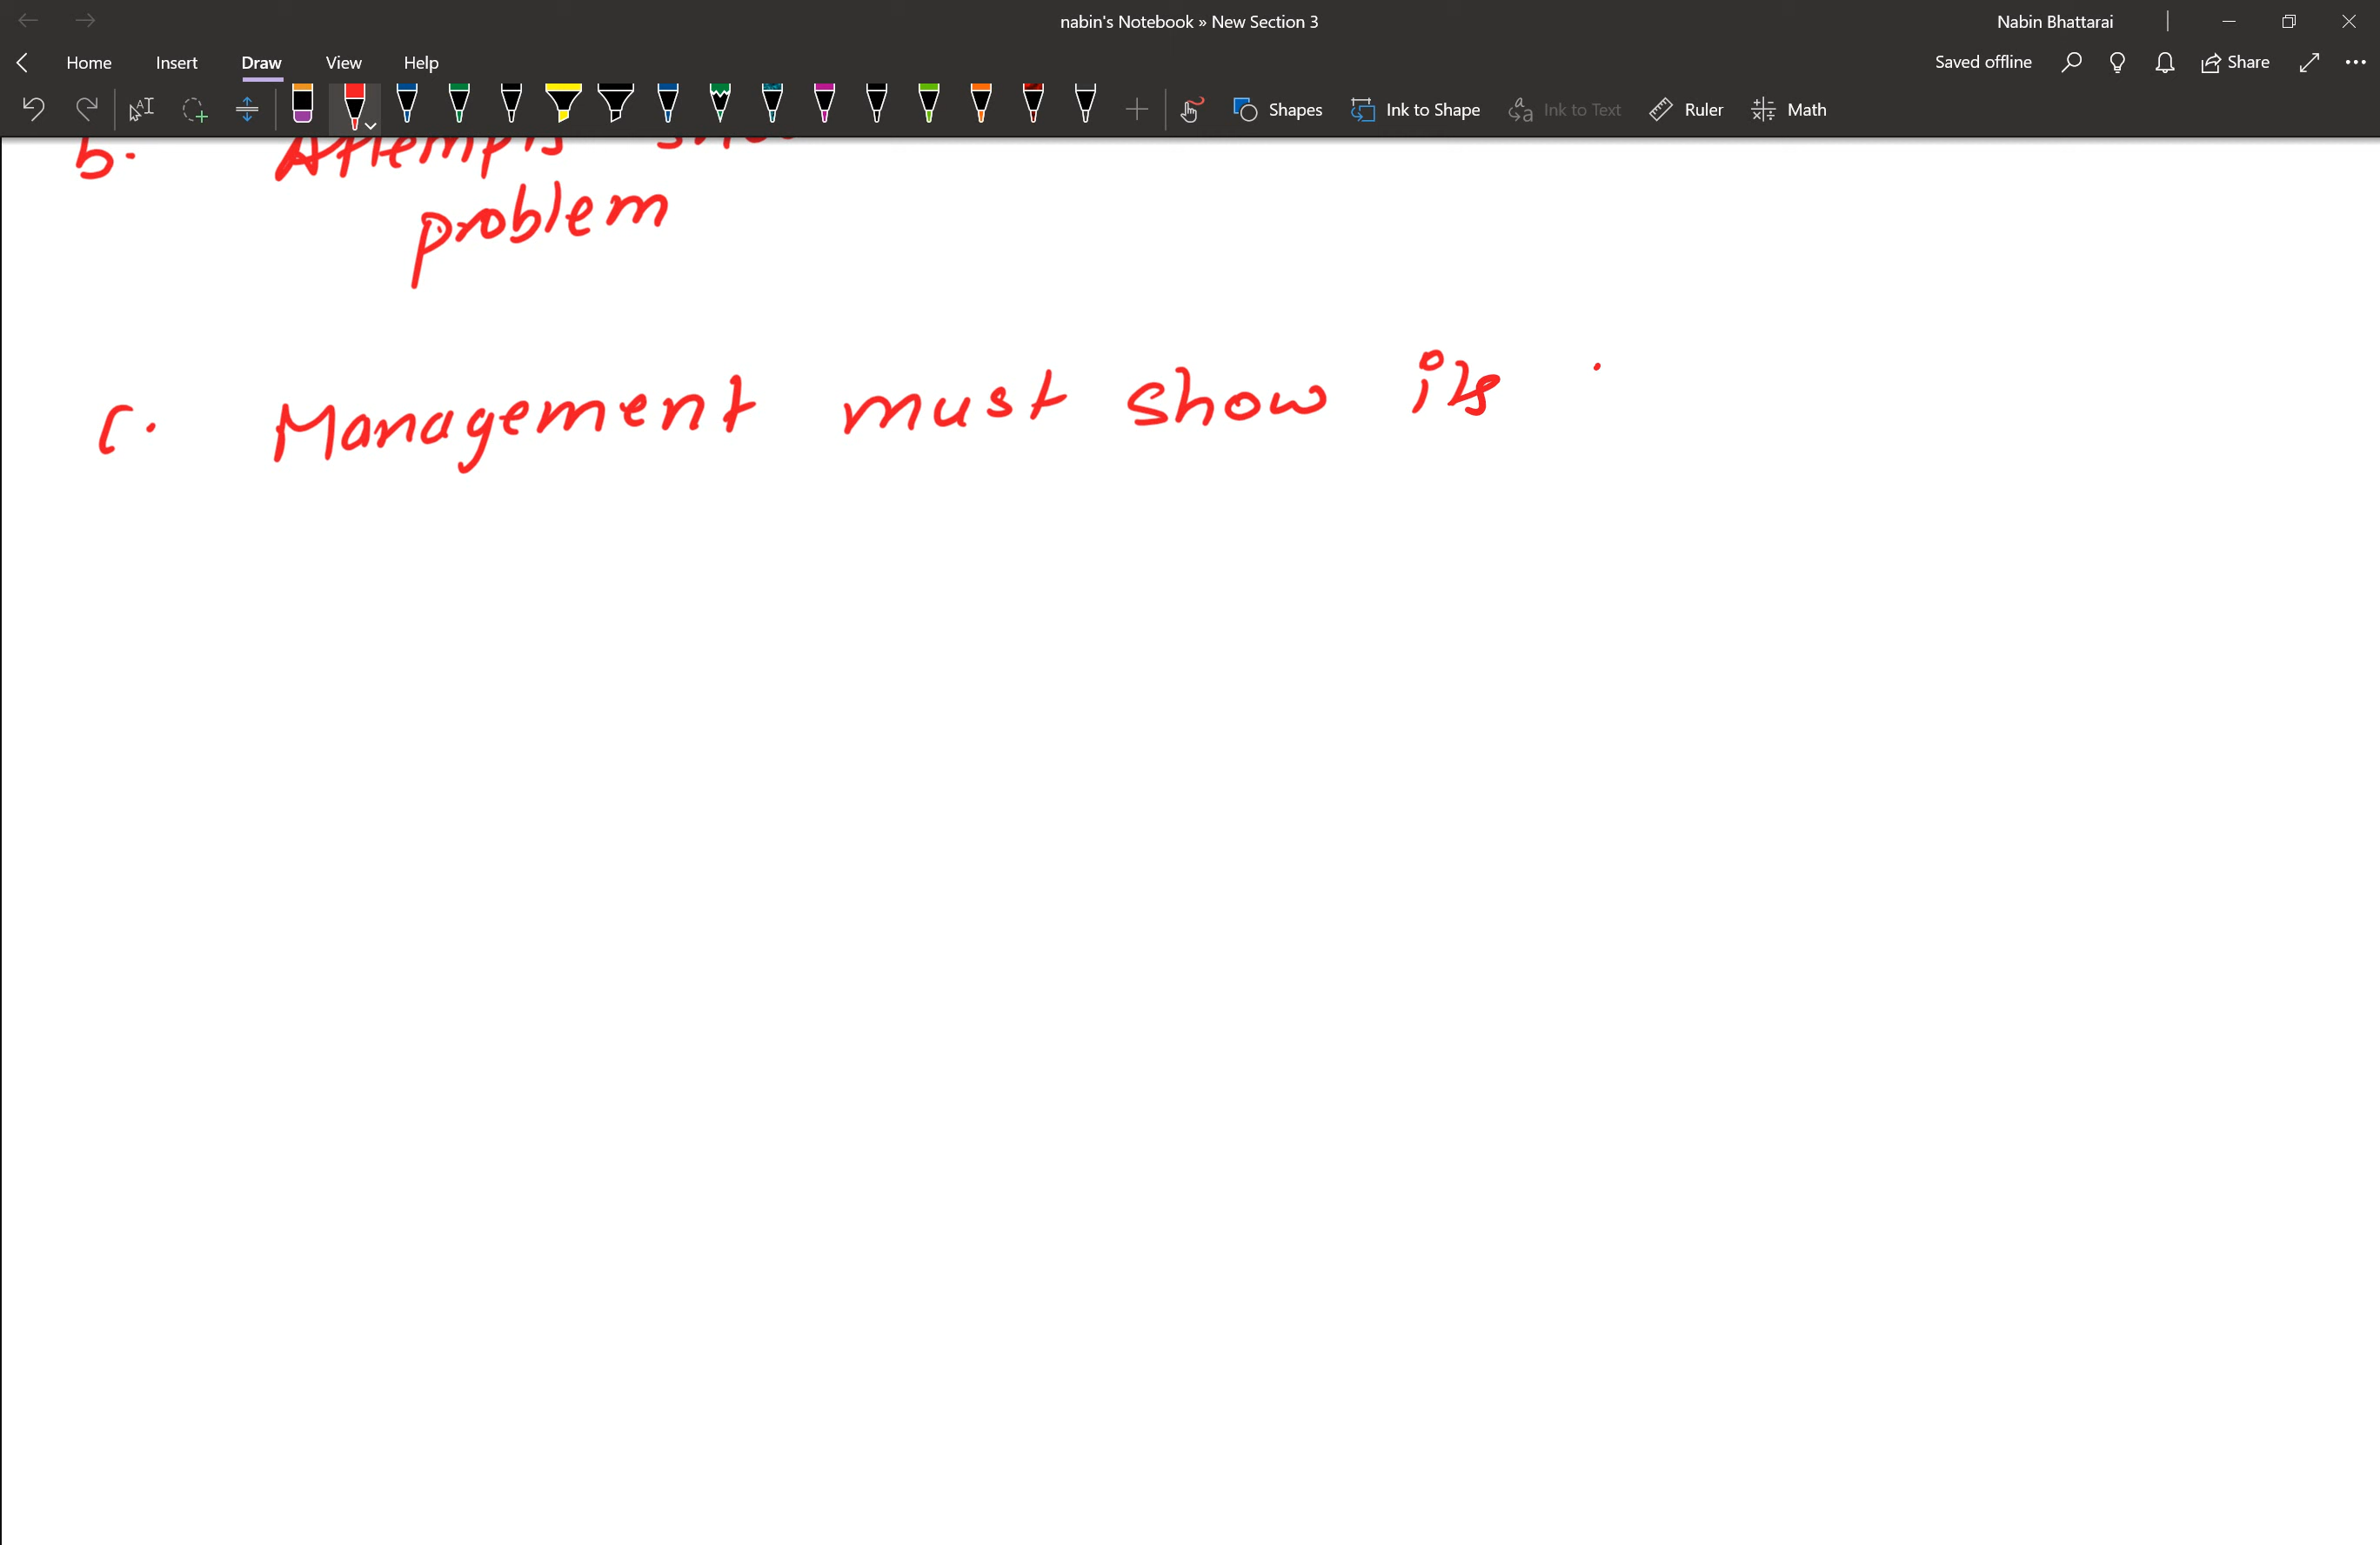 nabin's Notebook » New Section 3
Nabin Bhattarai
Home Insert Draw View Help
Saved offline
Share
Shapes Ink to Shape Ink to Text Ruler Math
b. Attempts
problem
c. Management must show its